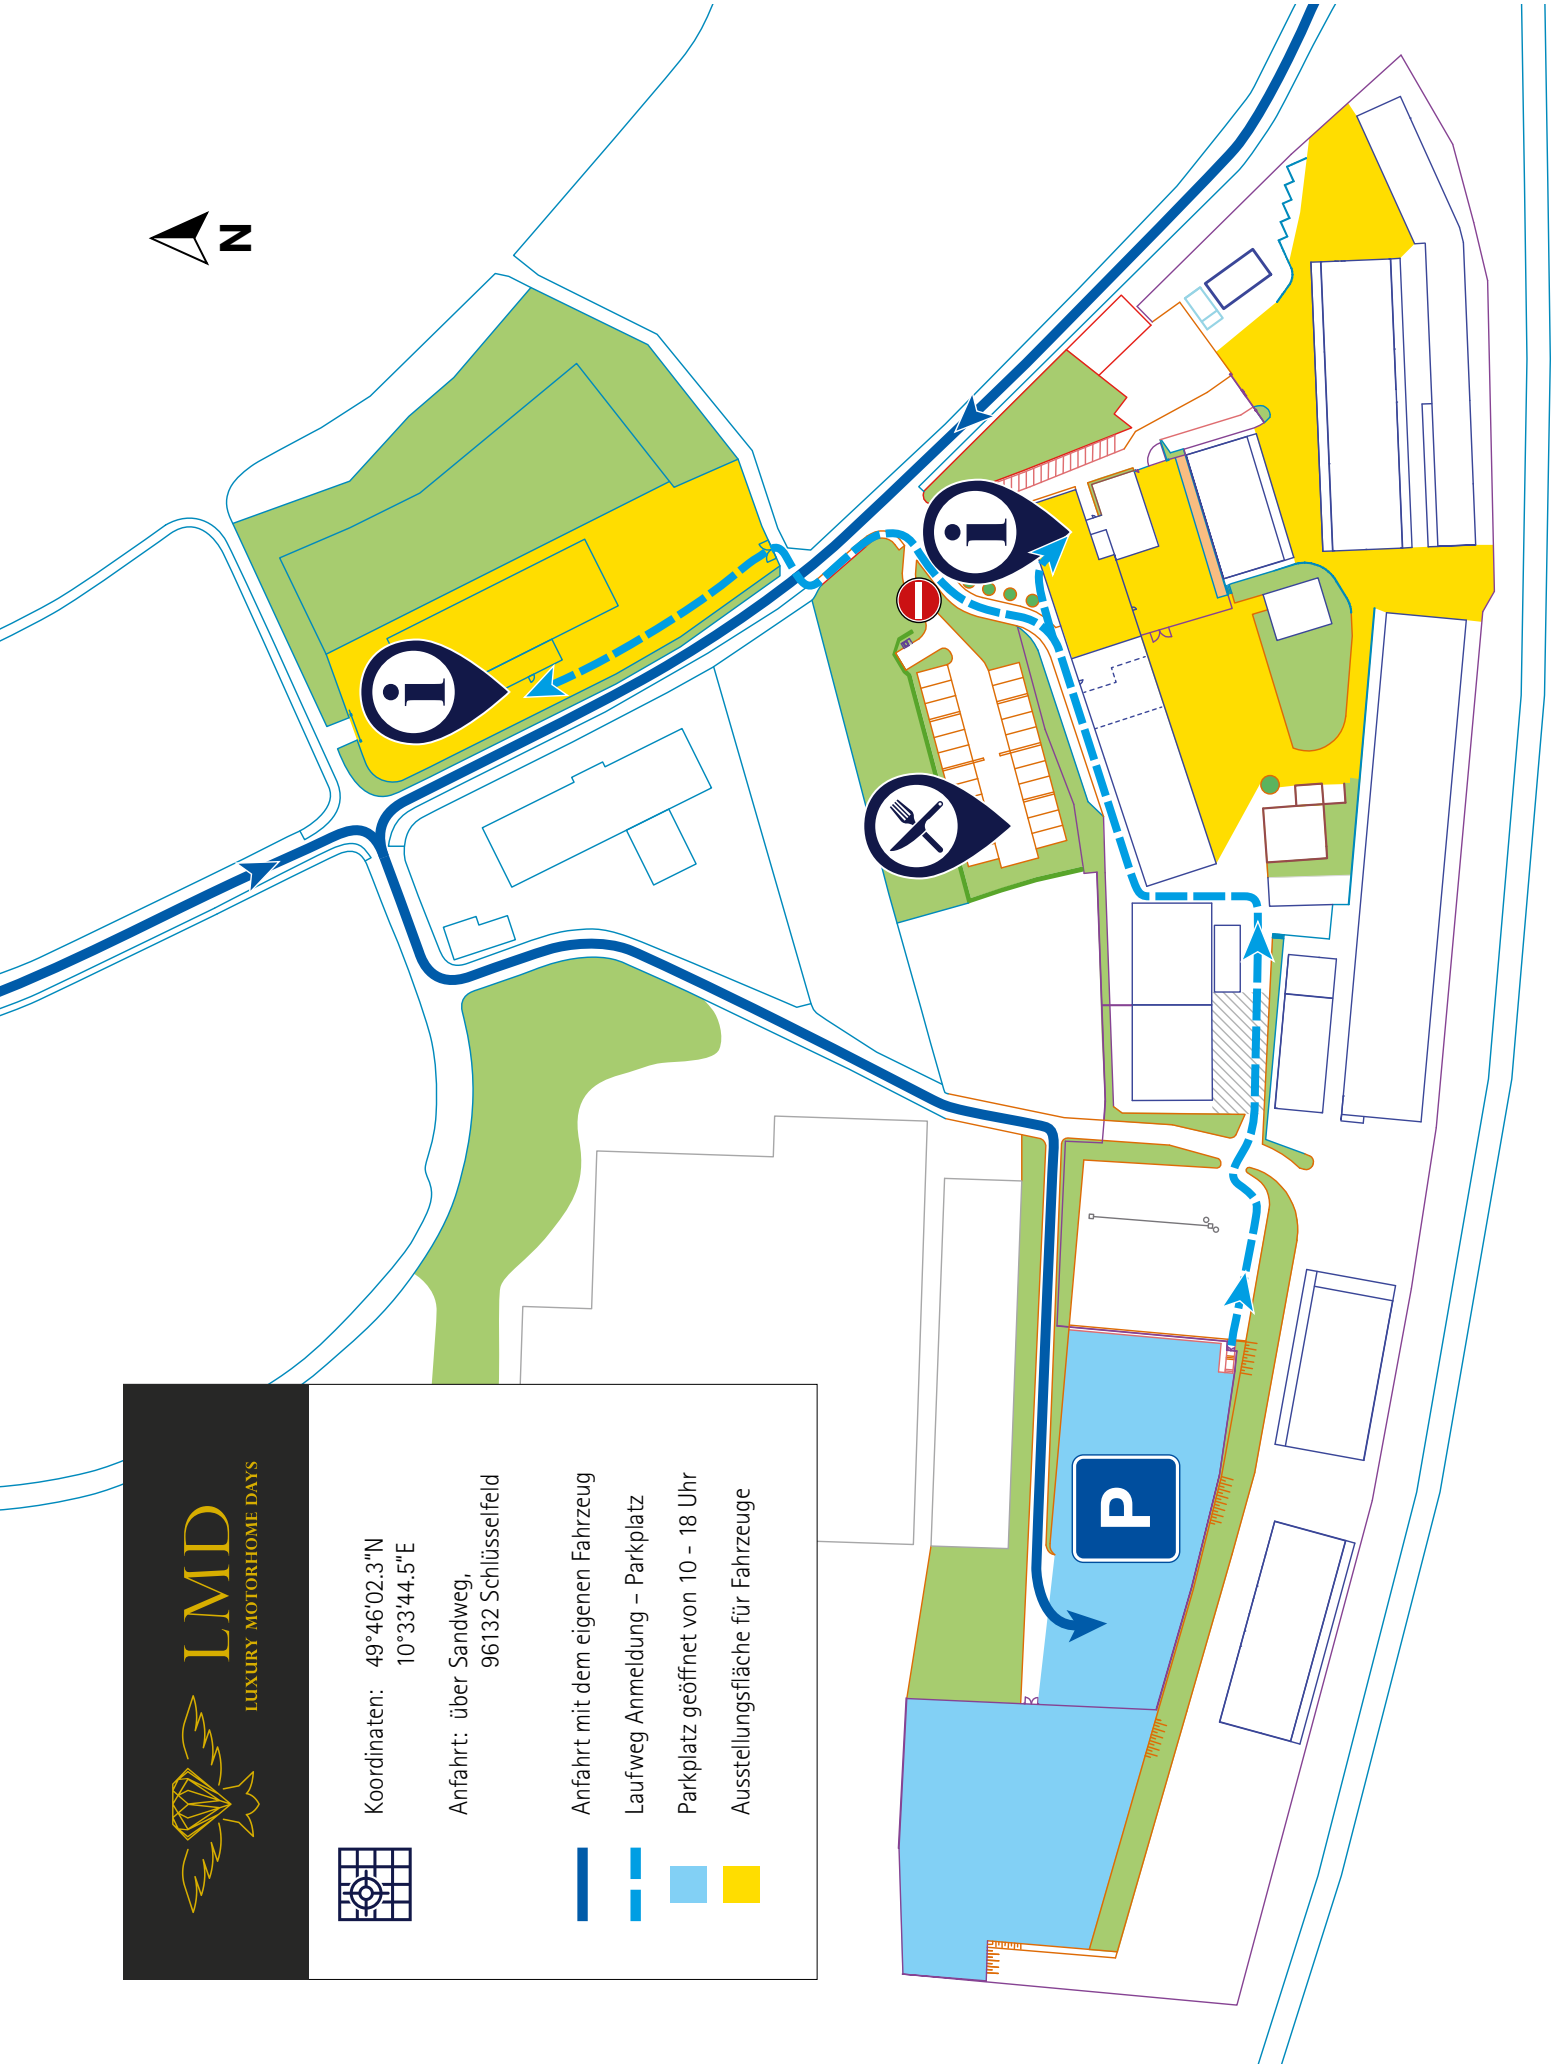 LMD
LUXURY MOTORHOME DAYS
Koordinaten: 49°46'02.3"N
10°33'44.5"E
Anfahrt: über Sandweg,
96132 Schlüsselfeld
Anfahrt mit dem eigenen Fahrzeug
Laufweg Anmeldung – Parkplatz
Parkplatz geöffnet von 10 - 18 Uhr
Ausstellungsfläche für Fahrzeuge
N
i
i
P